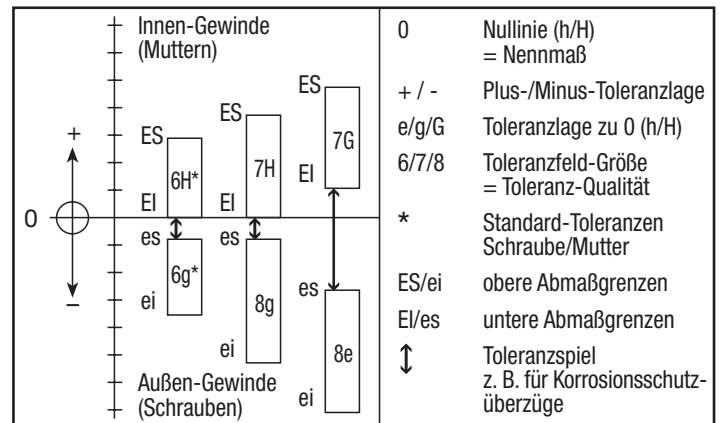 Innen-Gewinde
(Muttern)
ES
ES
ES
+
6H*
7H
7G
EI
EI
EI
0
es
es
es
6g*
8g
8e
–
ei
ei
ei
Außen-Gewinde
(Schrauben)
0 Nulllinie (h/H)
= Nennmaß
+ / - Plus-/Minus-Toleranzlage
e/g/G Toleranzlage zu 0 (h/H)
6/7/8 Toleranzfeld-Größe
= Toleranz-Qualität
* Standard-Toleranzen
Schraube/Mutter
ES/ei obere Abmaßgrenzen
EI/es untere Abmaßgrenzen
Toleranzspiel
z. B. für Korrosionsschutz-
überzüge